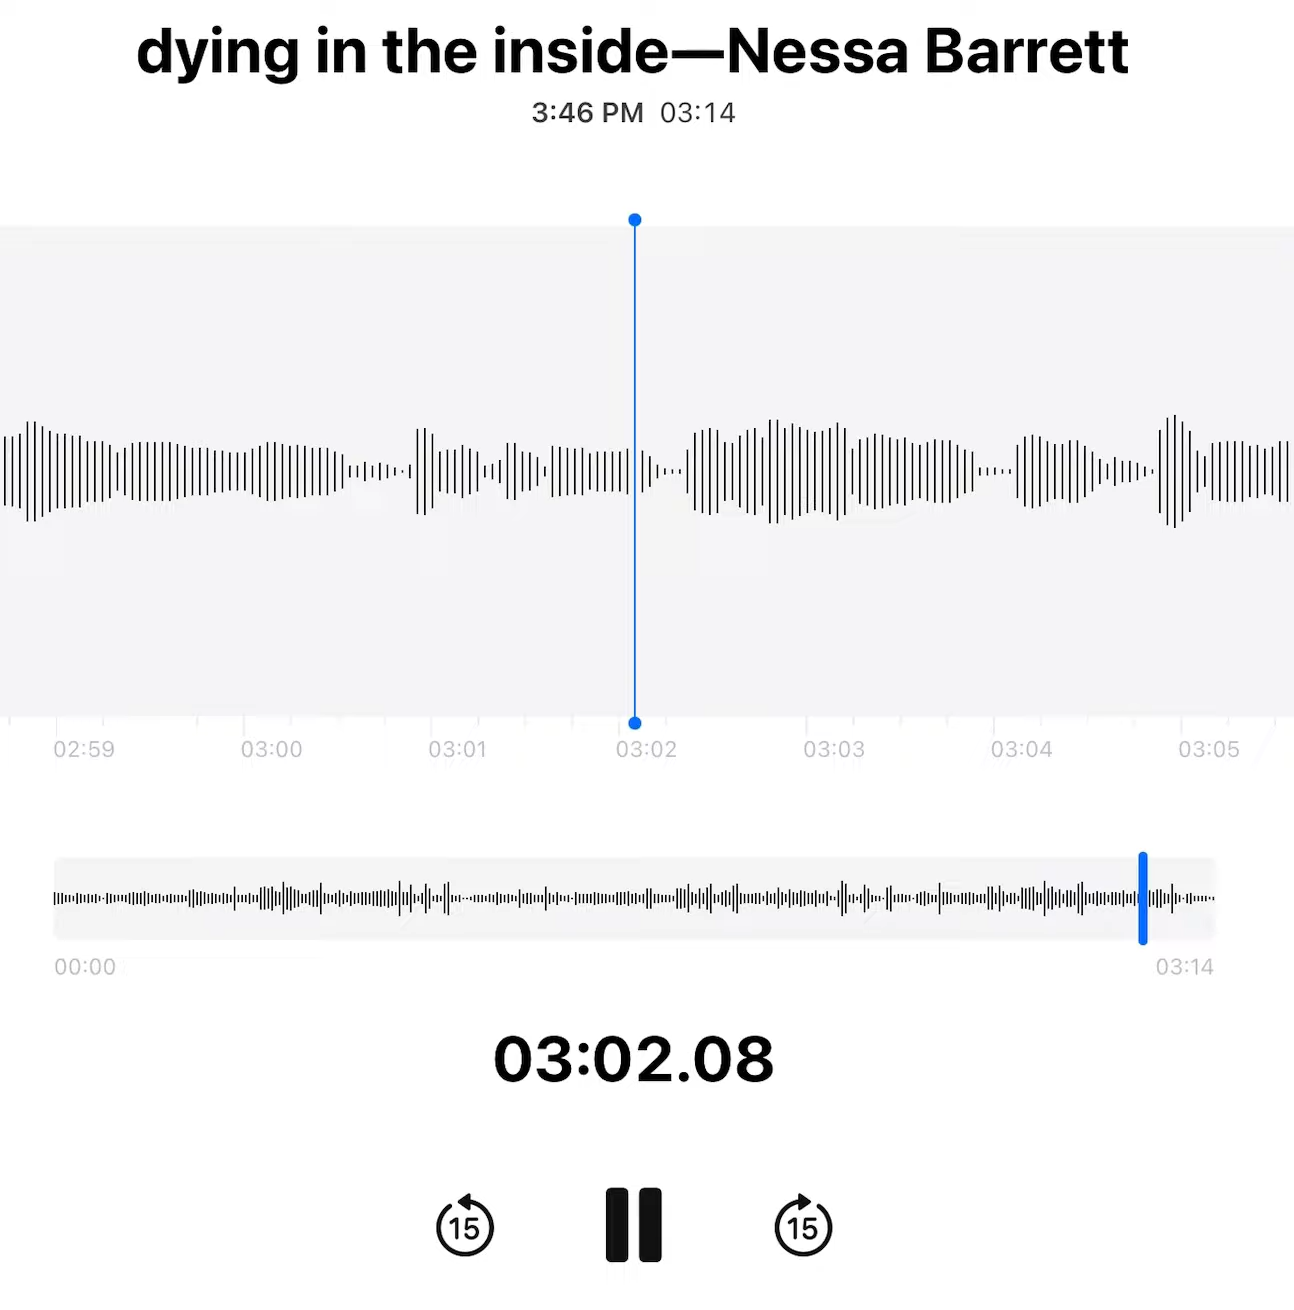 dying in the inside—Nessa Barrett
3:46 PM 03:14
02:59 03:00 03:01 03:02 03:03 03:04 03:05
00:00 03:14
03:02.08
15 15